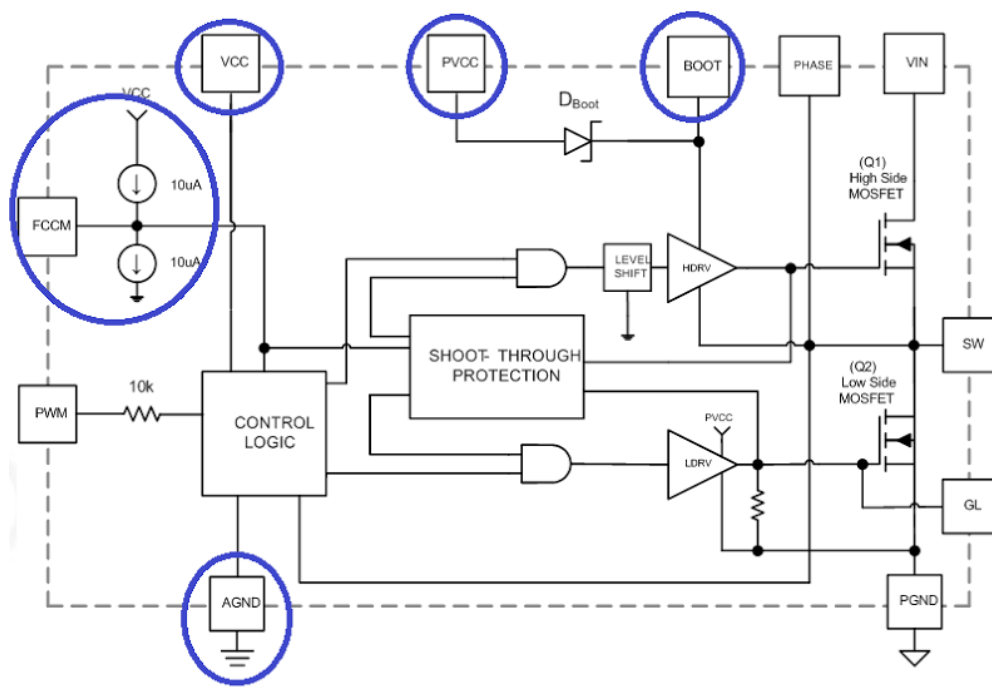 VCC
PVCC
BOOT
PHASE
VIN
VCC
D_Boot
10uA
(Q1)
High Side
MOSFET
FCCM
10uA
LEVEL
SHIFT
HDRV
SHOOT- THROUGH
PROTECTION
SW
(Q2)
Low Side
MOSFET
10k
PWM
CONTROL
LOGIC
PVCC
LDRV
GL
AGND
PGND